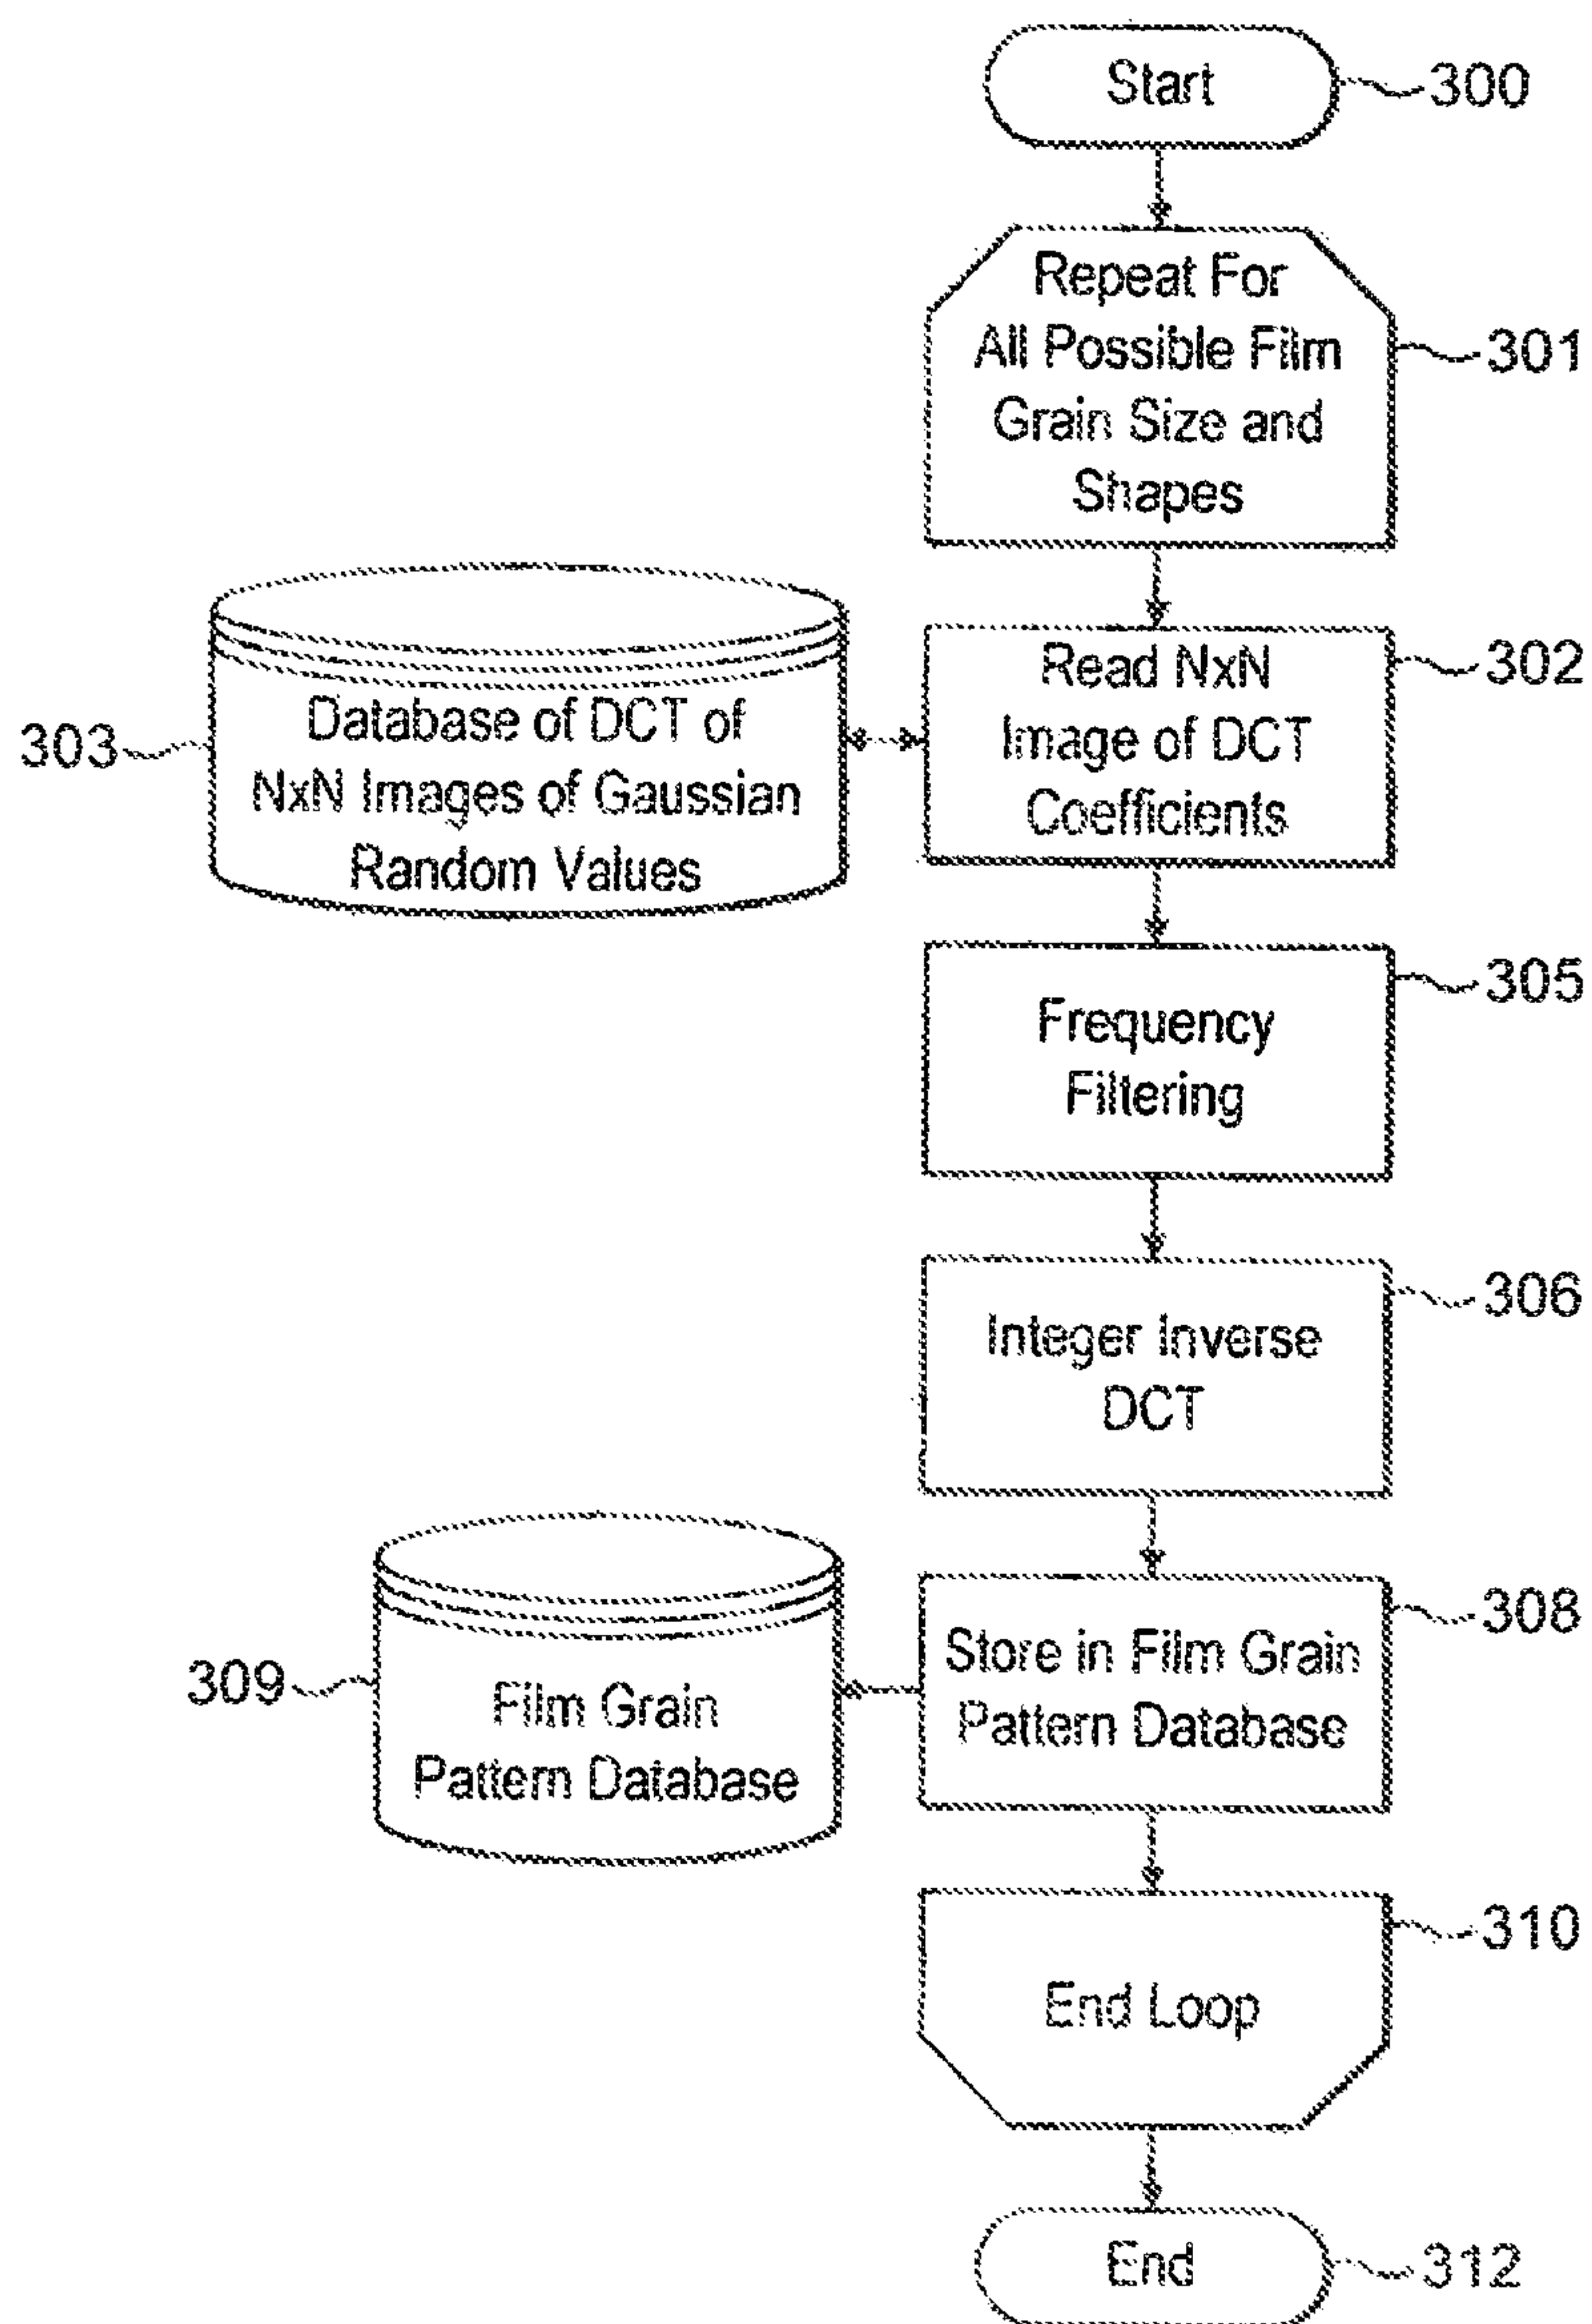 Start
300
Repeat For
All Possible Film
Grain Size and
Shapes
301
Read NxN
Image of DCT
Coefficients
302
Database of DCT of
NxN Images of Gaussian
Random Values
303
Frequency
Filtering
305
Integer Inverse
DCT
306
Store in Film Grain
Pattern Database
308
Film Grain
Pattern Database
309
End Loop
310
End
312